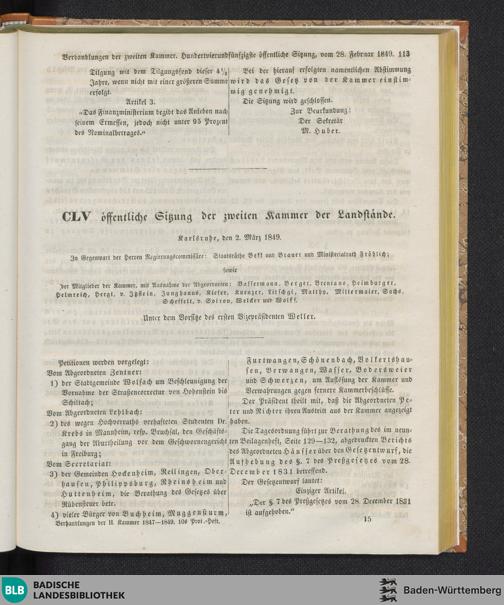 Verhandlungen der zweiten Kammer. Hundertvierundfünfzigste öffentliche Sitzung, vom 28. Februar 1849. 113
Tilgung mit dem Tilgungsfond dieser 4½
Jahre, wenn nicht mit einer größeren Summe
erfolgt.
Artikel 3.
„Das Finanzministerium begibt das Anlehen nach
seinem Ermessen, jedoch nicht unter 95 Prozent
des Nominalbetrages.“
Bei der hierauf erfolgten namentlichen Abstimmung
wird das Gesetz von der Kammer einstim-
mig genehmigt.
Die Sitzung wird geschlossen.
Zur Beurkundung:
Der Sekretär
M. Huber.
CLV öffentliche Sitzung der zweiten Kammer der Landstände.
Karlsruhe, den 2. März 1849.
In Gegenwart der Herren Regierungscommissäre: Staatsräthe Bekk und Brauer und Ministerialrath Fröhlich;
sowie
der Mitglieder der Kammer, mit Ausnahme der Abgeordneten: Bassermann, Berger, Brentano, Heimburger,
Helmreich, Hergt, v. Itzstein, Junghanns, Kiefer, Kuenzer, Litschgi, Matthy, Mittermaier, Sachs,
Scheffelt, v. Soiron, Welcker und Wolff.
Unter dem Vorsitze des ersten Vizepräsidenten Weller.
Petitionen werden vorgelegt:
Vom Abgeordneten Zentner:
1) der Stadtgemeinde Wolfach um Beschleunigung der
Vornahme der Straßencorrectur von Hohenstein bis
Schiltach;
Vom Abgeordneten Lehlbach:
2) des wegen Hochverraths verhafteten Studenten Dr.
Krebs in Mannheim, resp. Bruchsal, den Geschäfts-
gang der Aburtheilung vor dem Geschworenengericht
in Freiburg;
Vom Secretariat:
3) der Gemeinden Hockenheim, Reilingen, Ober-
hausen, Philippsburg, Rheinsheim und
Huttenheim, die Berathung des Gesetzes über
Rübensteuer betr.
4) vieler Bürger von Buchheim, Muggensturm,
Verhandlungen der II. Kammer 1847–1849. 10s Prot.-Heft.
Furtwangen, Schönenbach, Volkertshau-
sen, Berwangen, Wasser, Bodersweier
und Schwerzen, um Auflösung der Kammer und
Verwahrungen gegen fernere Kammerbeschlüsse.
Der Präsident theilt mit, daß die Abgeordneten Pe-
ter und Richter ihren Austritt aus der Kammer angezeigt
haben.
Die Tagesordnung führt zur Berathung des im neun-
ten Beilagenheft, Seite 129–132, abgedruckten Berichts
des Abgeordneten Häusser über den Gesetzentwurf, die
Aufhebung des §. 7 des Preßgesetzes vom 28.
December 1831 betreffend.
Der Gesetzentwurf lautet:
Einziger Artikel.
„Der §. 7 des Preßgesetzes vom 28. December 1831
ist aufgehoben.“
15
BLB BADISCHE
LANDESBIBLIOTHEK
Baden-Württemberg